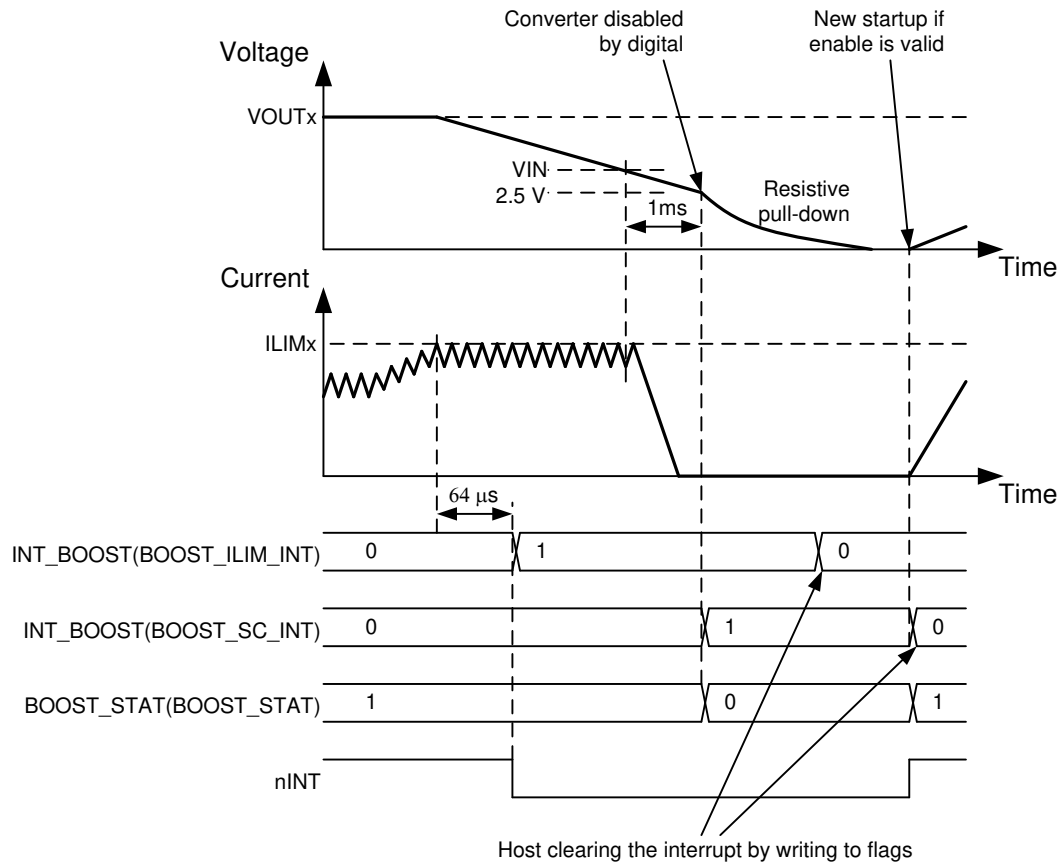 Converter disabled
by digital
New startup if
enable is valid
Voltage
VOUTx
VIN
2.5 V
1ms
Resistive
pull-down
Time
Current
ILIMx
Time
64 μs
INT_BOOST(BOOST_ILIM_INT) 0 1 0
INT_BOOST(BOOST_SC_INT) 0 1 0
BOOST_STAT(BOOST_STAT) 1 0 1
nINT
Host clearing the interrupt by writing to flags